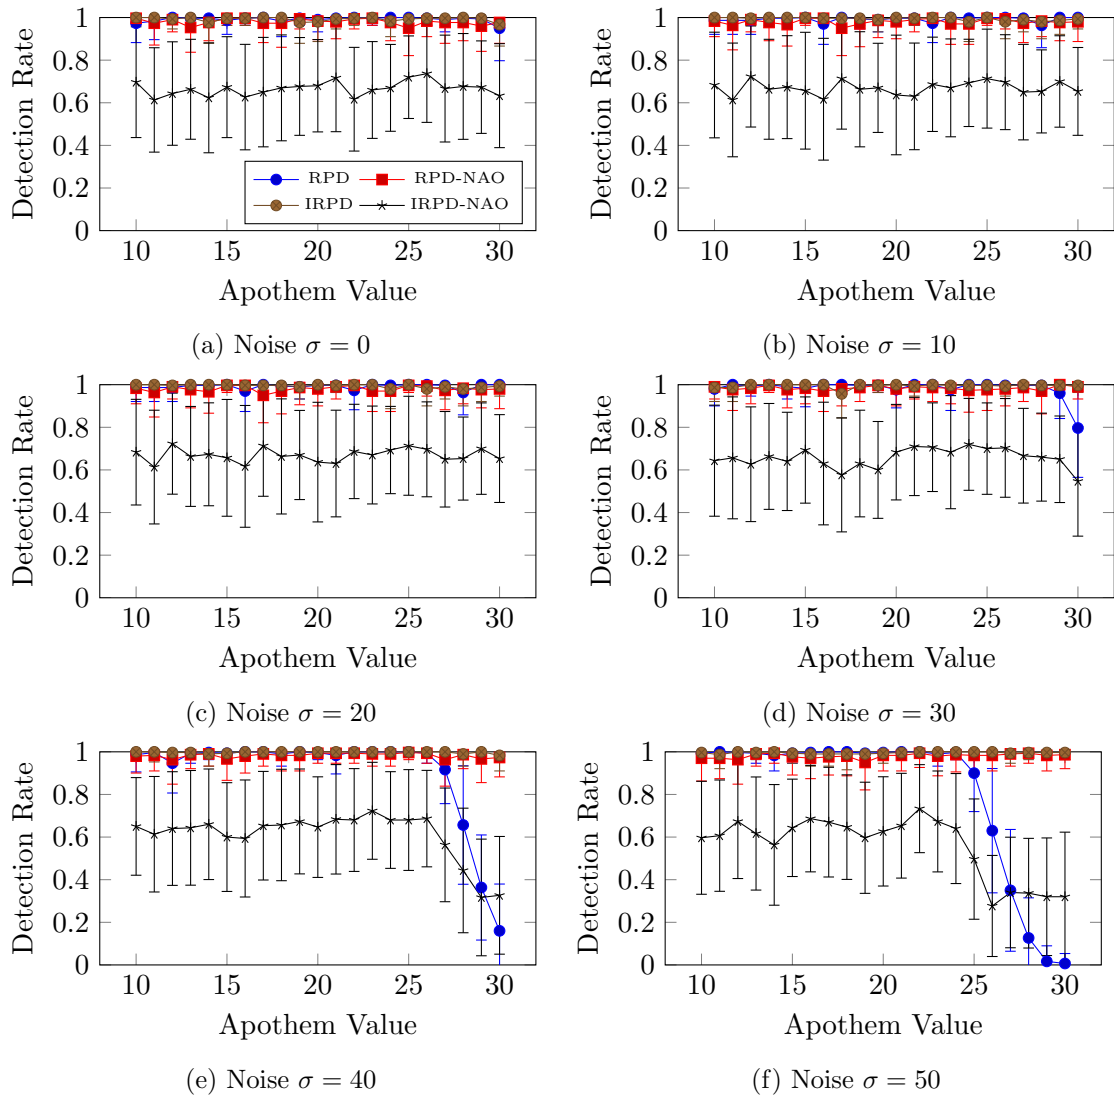 1
0.8
0.6
0.4
0.2
0
Detection Rate
RPD RPD-NAO
IRPD IRPD-NAO
10 15 20 25 30
Apothem Value
(a) Noise σ = 0
1
0.8
0.6
0.4
0.2
0
Detection Rate
10 15 20 25 30
Apothem Value
(b) Noise σ = 10
1
0.8
0.6
0.4
0.2
0
Detection Rate
10 15 20 25 30
Apothem Value
(c) Noise σ = 20
1
0.8
0.6
0.4
0.2
0
Detection Rate
10 15 20 25 30
Apothem Value
(d) Noise σ = 30
1
0.8
0.6
0.4
0.2
0
Detection Rate
10 15 20 25 30
Apothem Value
(e) Noise σ = 40
1
0.8
0.6
0.4
0.2
0
Detection Rate
10 15 20 25 30
Apothem Value
(f) Noise σ = 50